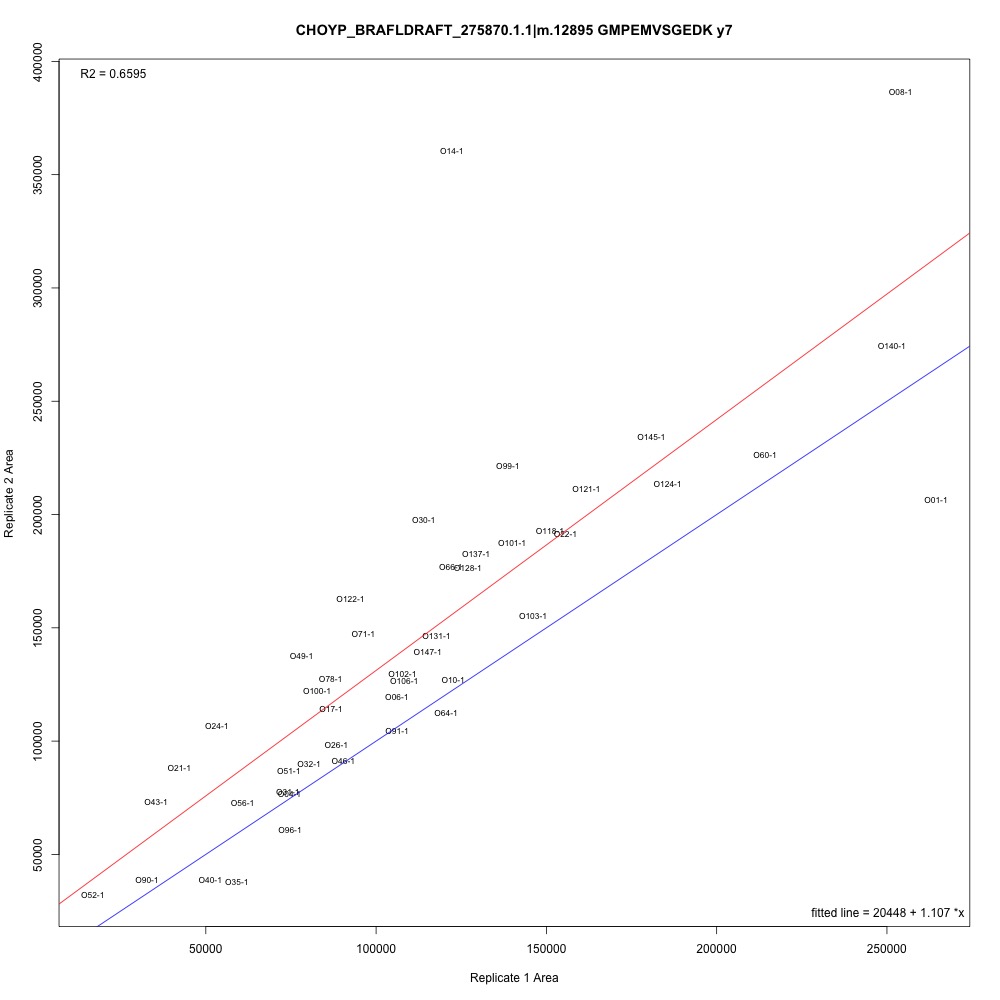 CHOYP_BRAFLDRAFT_275870.1.1|m.12895 GMPEMVSGEDK y7
R2 = 0.6595
400000
350000
300000
250000
200000
150000
100000
50000
Replicate 2 Area
O08-1
O14-1
O140-1
O145-1
O60-1
O99-1
O124-1
O121-1
O01-1
O30-1
O118-1
O22-1
O101-1
O137-1
O66-1
O128-1
O122-1
O103-1
O71-1
O131-1
O147-1
O49-1
O102-1
O78-1
O106-1
O10-1
O100-1
O06-1
O17-1
O64-1
O24-1
O91-1
O26-1
O46-1
O32-1
O21-1
O51-1
O43-1
O56-1
O96-1
O90-1
O40-1
O35-1
O52-1
fitted line = 20448 + 1.107 *x
50000
100000
150000
200000
250000
Replicate 1 Area